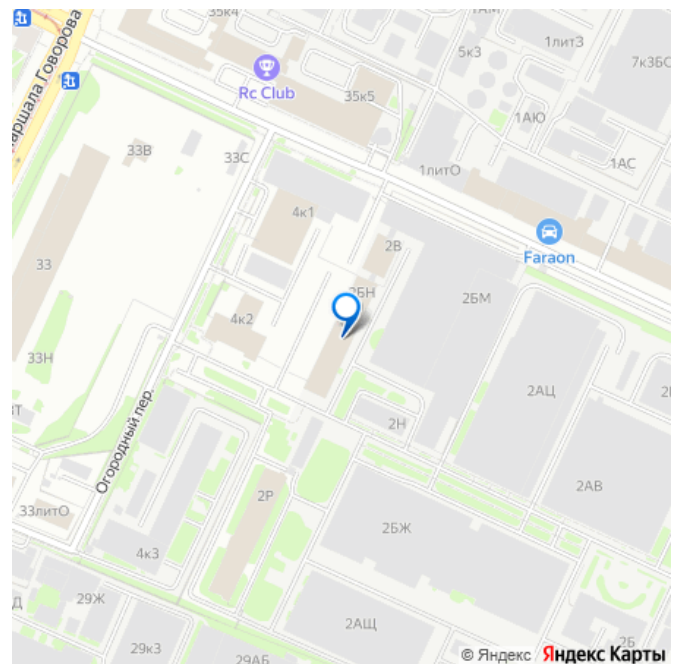 35к4
1АМ
1литЗ
5к3
7к3БС
Маршала Говорова
Rc Club
35к5
1АЮ
33В
33С
1литО
1АС
4к1
2В
Faraon
33
2БН
2БМ
4к2
33Н
2АЦ
Огородный пер.
2Н
2АВ
2Р
33литО
2БЖ
4к3
29Ж
2АЩ
2Б
29к3
29АБ
© Яндекс Яндекс Карты